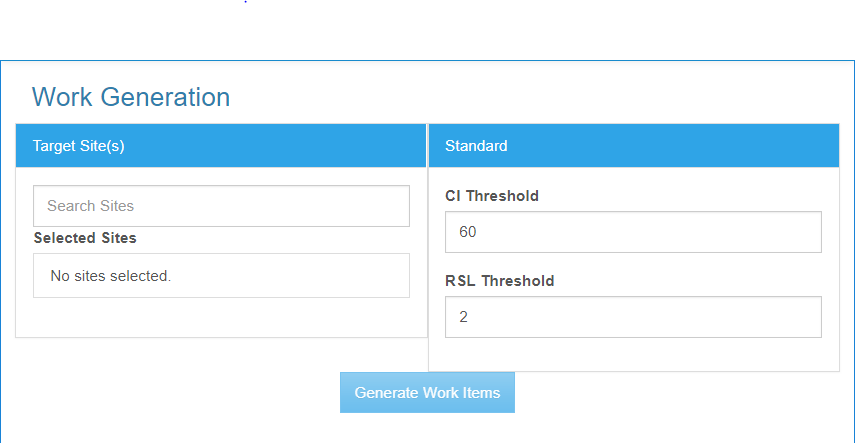 Work Generation
Target Site(s)
Search Sites
Selected Sites
No sites selected.
Standard
CI Threshold
60
RSL Threshold
2
Generate Work Items